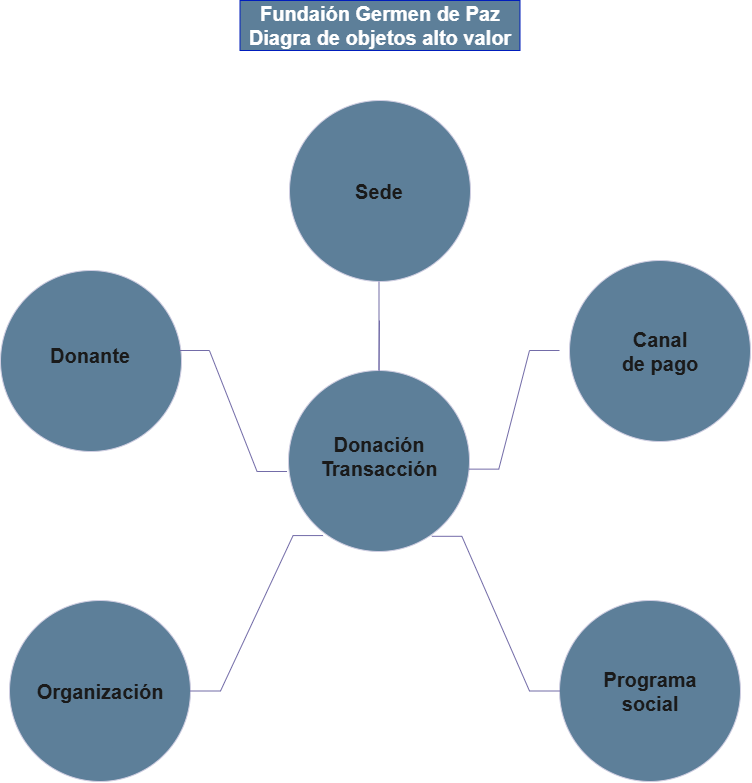 Fundaión Germen de Paz
Diagra de objetos alto valor
Sede
Canal
de pago
Donante
Donación
Transacción
Organización
Programa
social